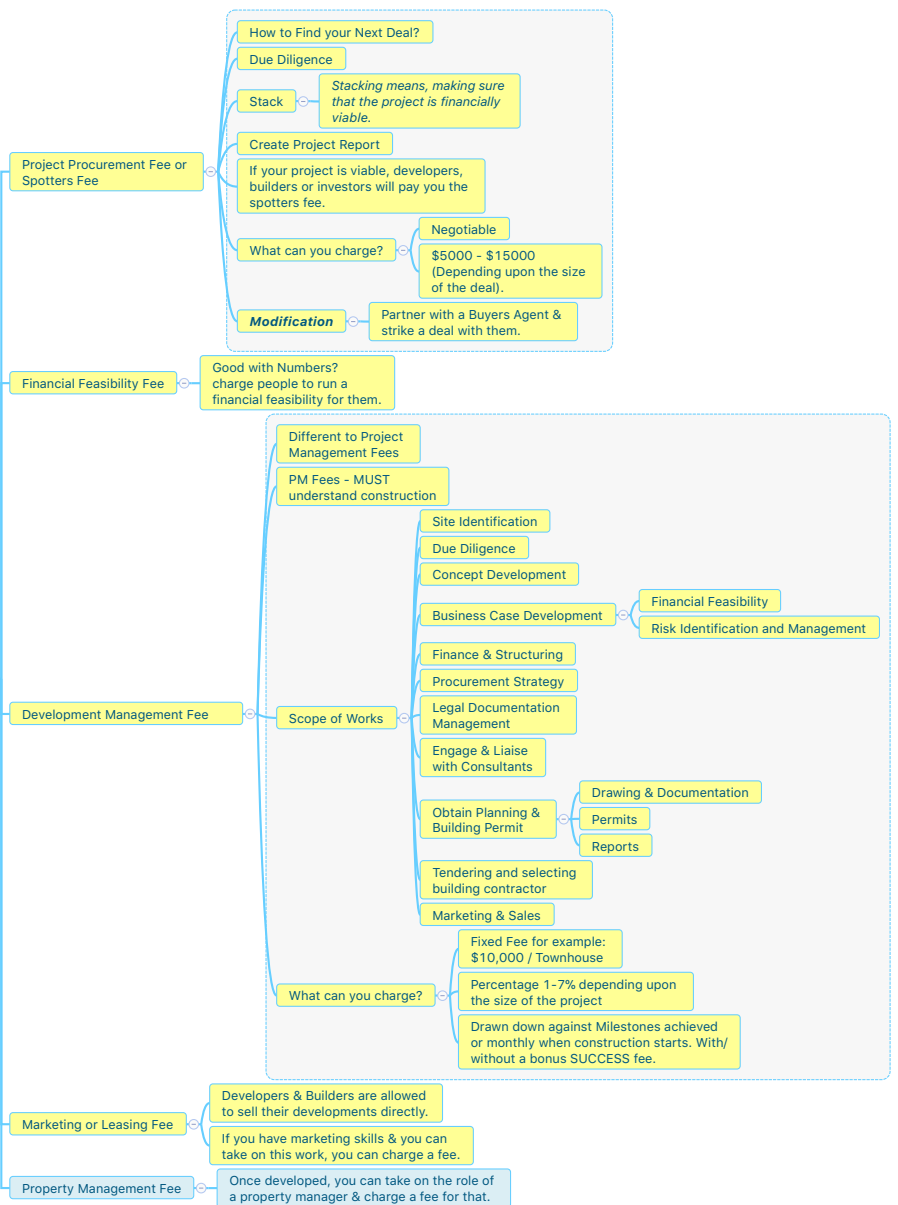 Project Procurement Fee or
Spotters Fee
How to Find your Next Deal?
Due Diligence
Stack
Stacking means, making sure
that the project is financially
viable.
Create Project Report
If your project is viable, developers,
builders or investors will pay you the
spotters fee.
What can you charge?
Negotiable
$5000 - $15000
(Depending upon the size
of the deal).
Modification
Partner with a Buyers Agent &
strike a deal with them.
Financial Feasibility Fee
Good with Numbers?
charge people to run a
financial feasibility for them.
Development Management Fee
Different to Project
Management Fees
PM Fees - MUST
understand construction
Scope of Works
Site Identification
Due Diligence
Concept Development
Business Case Development
Financial Feasibility
Risk Identification and Management
Finance & Structuring
Procurement Strategy
Legal Documentation
Management
Engage & Liaise
with Consultants
Obtain Planning &
Building Permit
Drawing & Documentation
Permits
Reports
Tendering and selecting
building contractor
Marketing & Sales
What can you charge?
Fixed Fee for example:
$10,000 / Townhouse
Percentage 1-7% depending upon
the size of the project
Drawn down against Milestones achieved
or monthly when construction starts. With/
without a bonus SUCCESS fee.
Marketing or Leasing Fee
Developers & Builders are allowed
to sell their developments directly.
If you have marketing skills & you can
take on this work, you can charge a fee.
Property Management Fee
Once developed, you can take on the role of
a property manager & charge a fee for that.